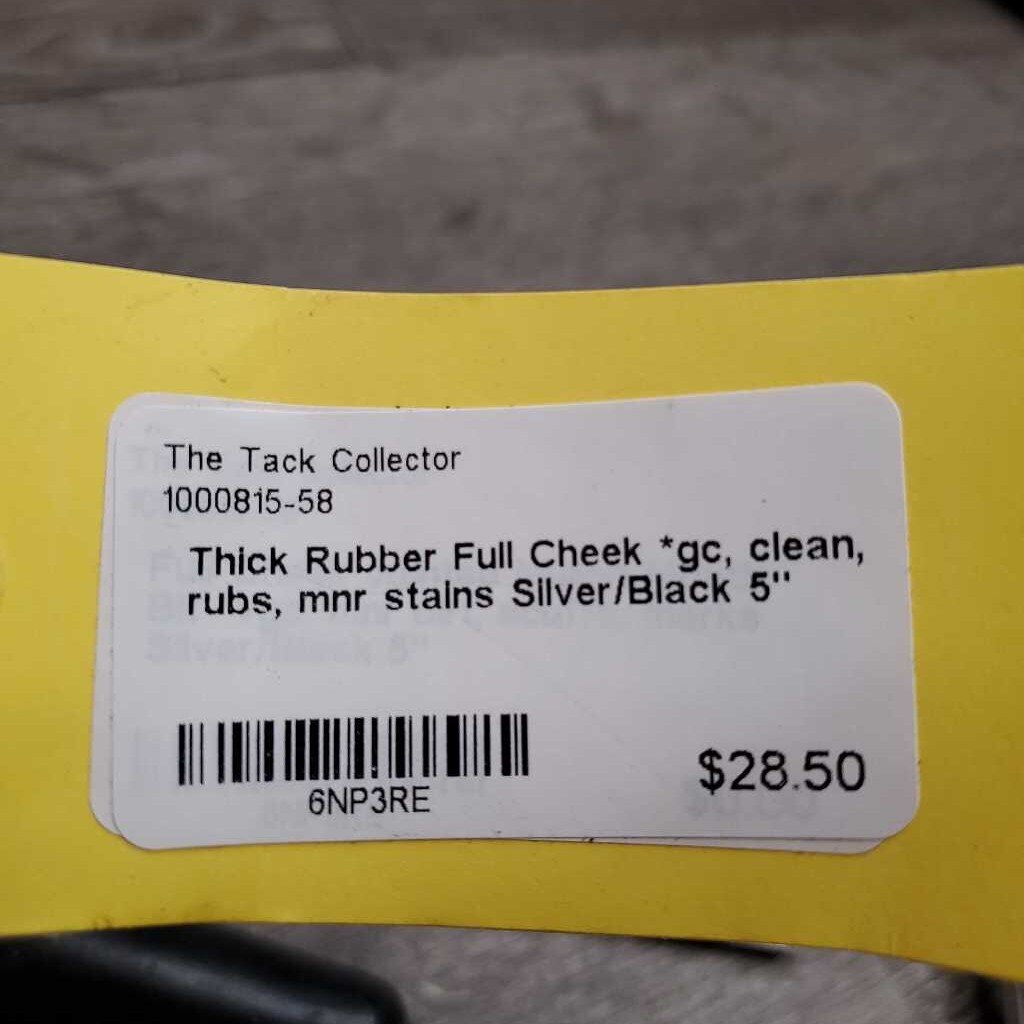 The Tack Collector
1000815-58
Thick Rubber Full Cheek *gc, clean,
rubs, mnr stains Silver/Black 5"
6NP3RE
$28.50